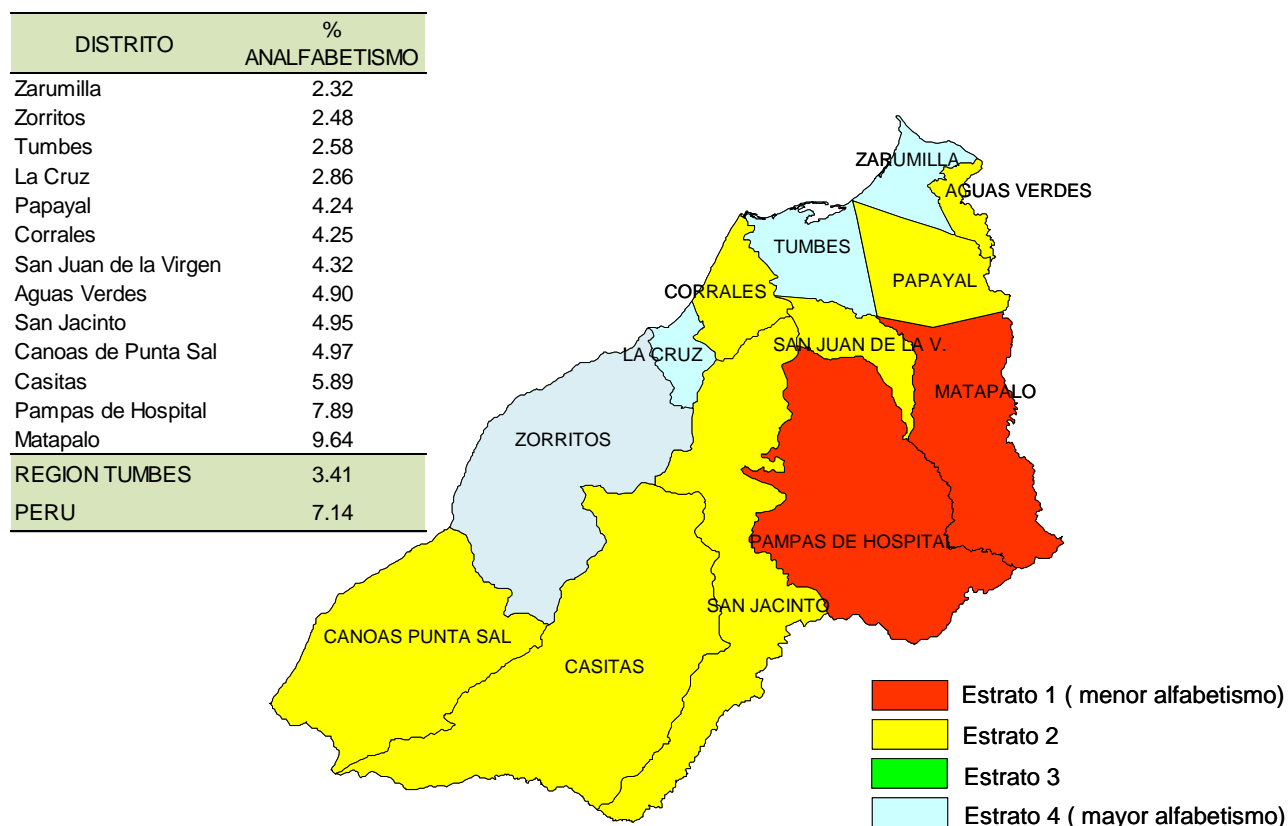 DISTRITO % ANALFABETISMO
Zarumilla 2.32
Zorritos 2.48
Tumbes 2.58
La Cruz 2.86
Papayal 4.24
Corrales 4.25
San Juan de la Virgen 4.32
Aguas Verdes 4.90
San Jacinto 4.95
Canoas de Punta Sal 4.97
Casitas 5.89
Pampas de Hospital 7.89
Matapalo 9.64
REGION TUMBES 3.41
PERU 7.14
ZARUMILLA
AGUAS VERDES
TUMBES
PAPAYAL
CORRALES
SAN JUAN DE LA V.
LA CRUZ
MATAPALO
ZORRITOS
PAMPAS DE HOSPITAL
SAN JACINTO
CANOAS PUNTA SAL
CASITAS
Estrato 1 ( menor alfabetismo)
Estrato 2
Estrato 3
Estrato 4 ( mayor alfabetismo)